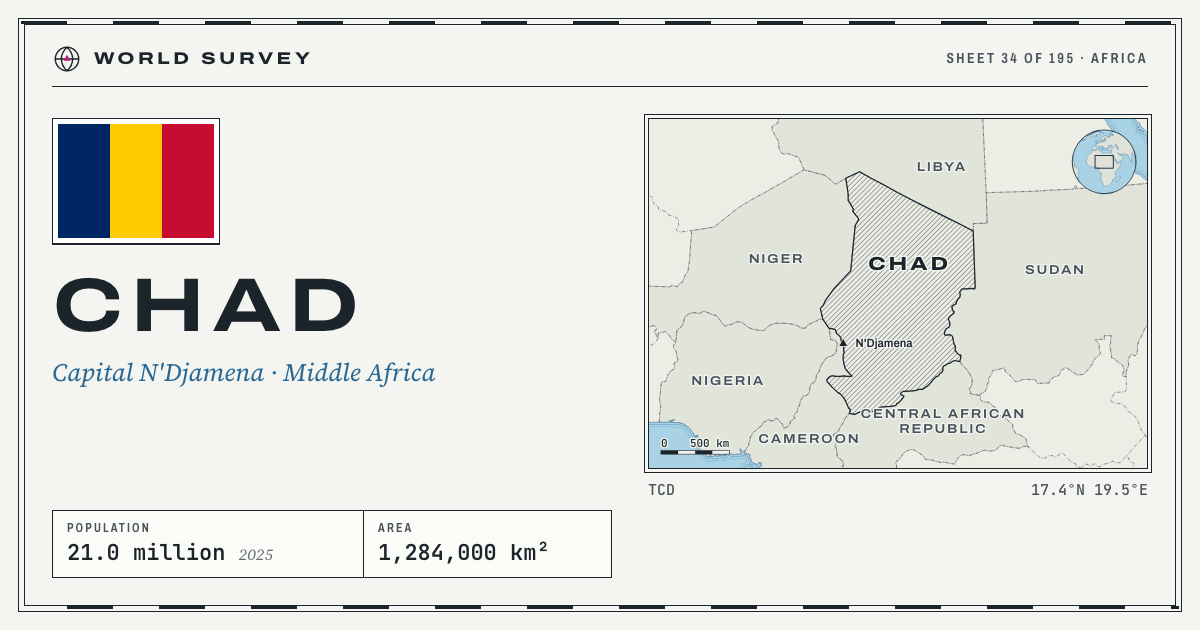 WORLD SURVEY
SHEET 34 OF 195 · AFRICA
CHAD
Capital N'Djamena · Middle Africa
POPULATION
21.0 million 2025
AREA
1,284,000 km²
LIBYA
NIGER
CHAD
SUDAN
N'Djamena
NIGERIA
CENTRAL AFRICAN
REPUBLIC
CAMEROON
0 500 km
TCD
17.4°N 19.5°E